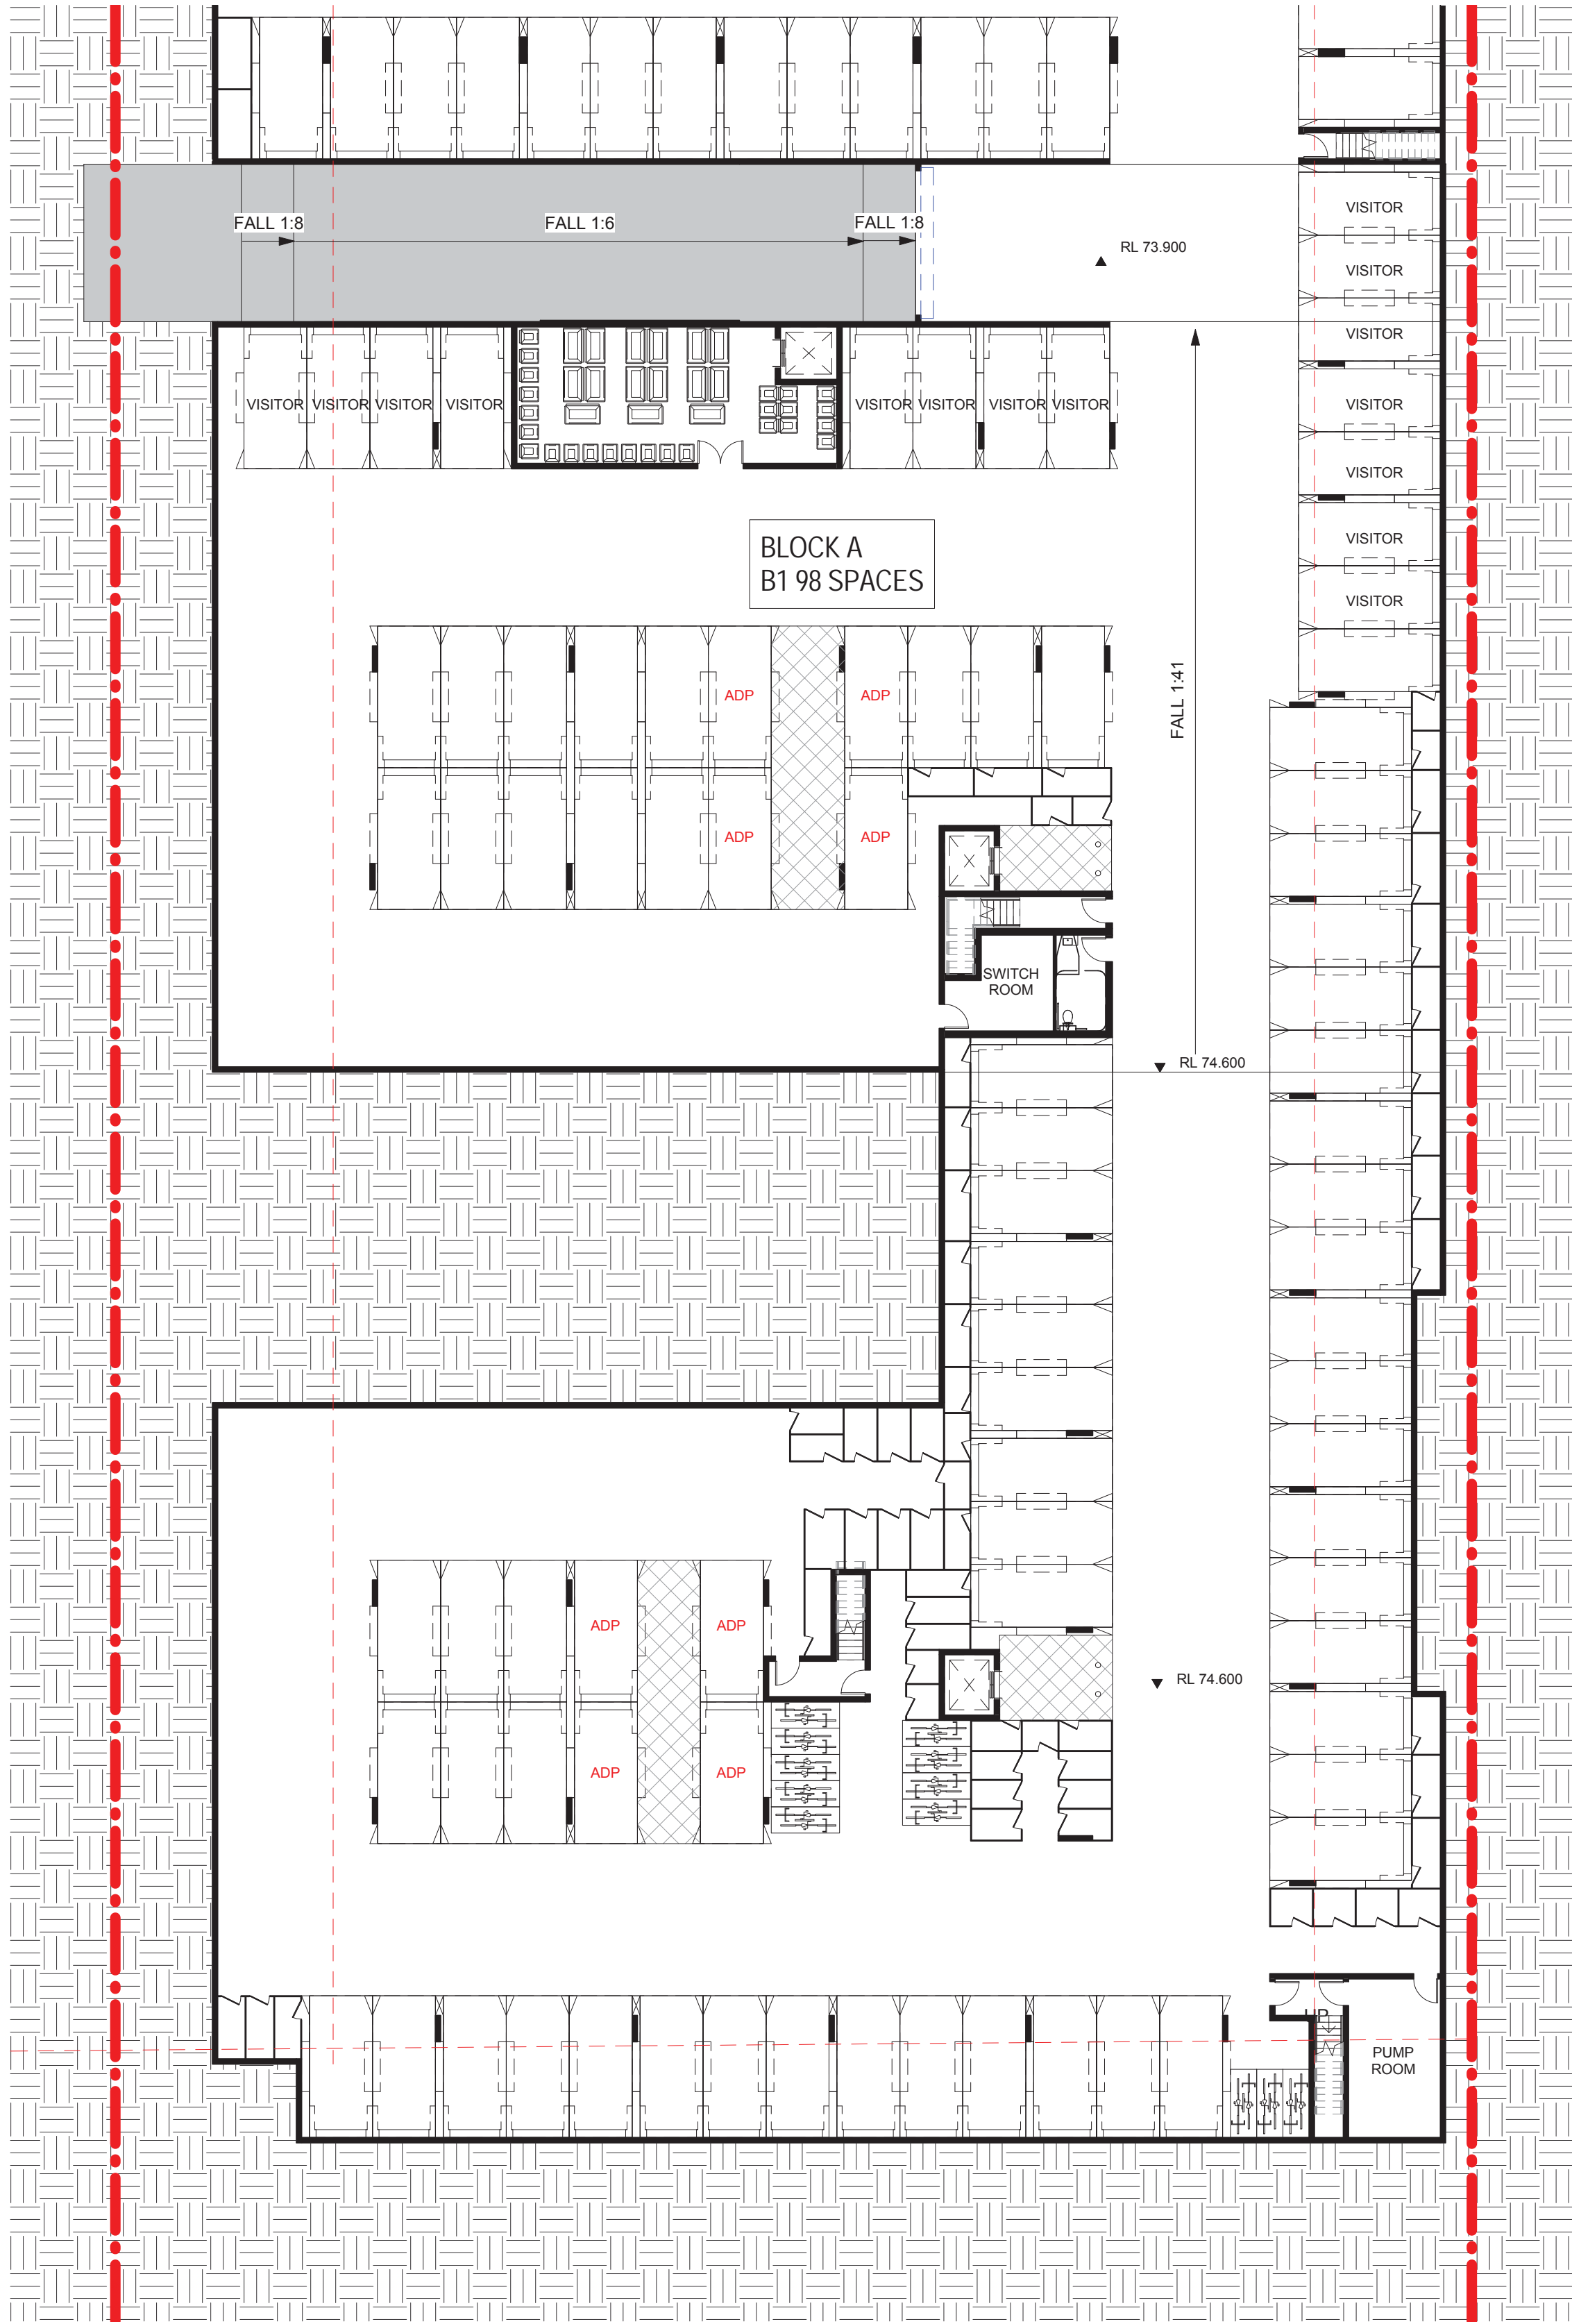 VISITOR
FALL 1:8
FALL 1:6
FALL 1:8
RL 73.900
VISITOR
VISITOR
VISITOR
VISITOR
VISITOR
VISITOR
VISITOR
VISITOR
VISITOR
VISITOR
VISITOR
VISITOR
VISITOR
VISITOR
BLOCK A
B1 98 SPACES
FALL 1:41
ADP
ADP
ADP
ADP
SWITCH
ROOM
RL 74.600
ADP
ADP
RL 74.600
ADP
ADP
UP
PUMP
ROOM